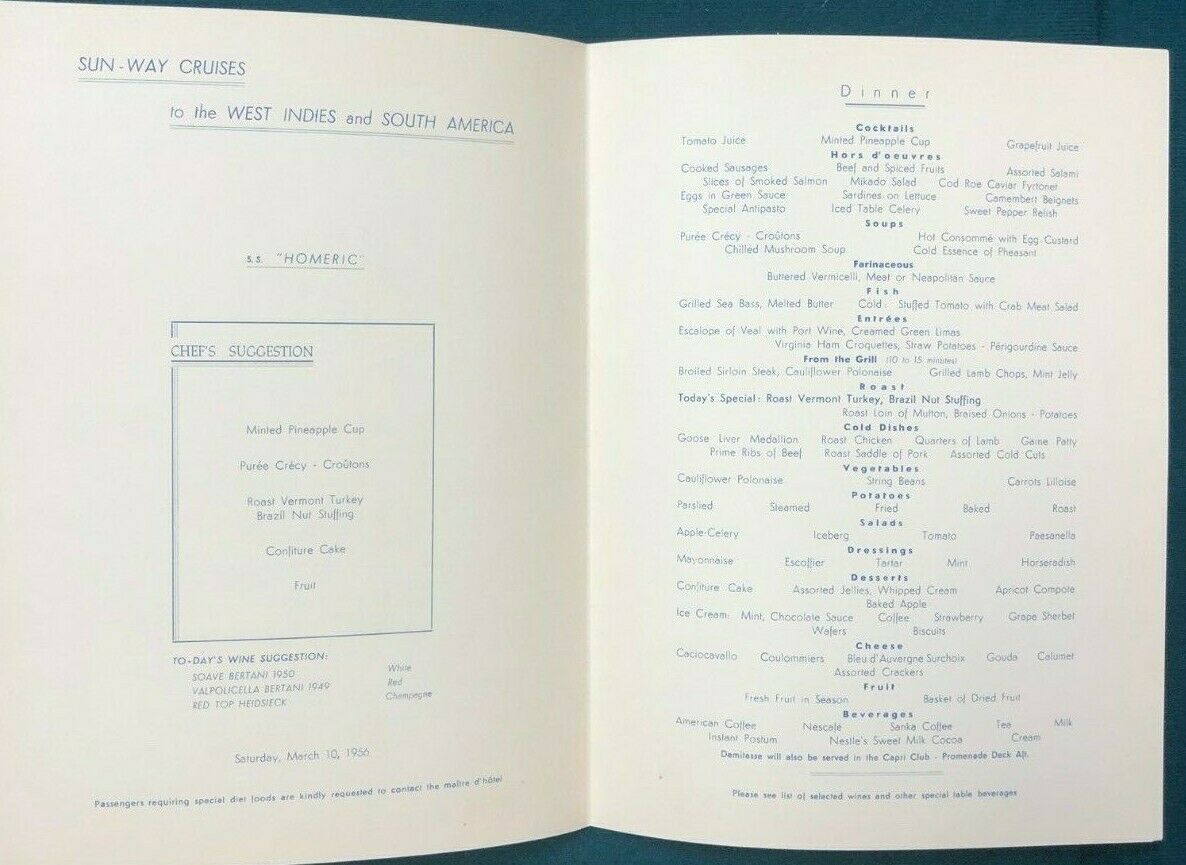 SUN-WAY CRUISES
to the WEST INDIES and SOUTH AMERICA
s.s. "HOMERIC"
CHEF'S SUGGESTION
Minted Pineapple Cup
Purée Crécy - Croûtons
Roast Vermont Turkey
Brazil Nut Stuffing
Confiture Cake
Fruit
TO-DAY'S WINE SUGGESTION:
SOAVE BERTANI 1950 White
VALPOLICELLA BERTANI 1949 Red
RED TOP HEIDSIECK Champegne
Saturday, March 10, 1956
Passengers requiring special diet foods are kindly requested to contact the maître d'hôtel
Dinner
Cocktails
Tomato Juice Minted Pineapple Cup Grapefruit Juice
Hors d'oeuvres
Cooked Sausages Beef and Spiced Fruits Assorted Salami
Slices of Smoked Salmon Mikado Salad Cod Roe Caviar Fyrtonet
Eggs in Green Sauce Sardines on Lettuce Camembert Beignets
Special Antipasto Iced Table Celery Sweet Pepper Relish
Soups
Purée Crécy - Croûtons Hot Consommé with Egg Custard
Chilled Mushroom Soup Cold Essence of Pheasant
Farinaceous
Buttered Vermicelli, Meat or Neapolitan Sauce
Fish
Grilled Sea Bass, Melted Butter Cold: Stuffed Tomato with Crab Meat Salad
Entrées
Escalope of Veal with Port Wine, Creamed Green Limas
Virginia Ham Croquettes, Straw Potatoes - Périgourdine Sauce
From the Grill (10 to 15 minutes)
Broiled Sirloin Steak, Cauliflower Polonaise Grilled Lamb Chops, Mint Jelly
Roast
Today's Special: Roast Vermont Turkey, Brazil Nut Stuffing
Roast Loin of Mutton, Braised Onions - Potatoes
Cold Dishes
Goose Liver Medallion Roast Chicken Quarters of Lamb Game Patty
Prime Ribs of Beef Roast Saddle of Pork Assorted Cold Cuts
Vegetables
Cauliflower Polonaise String Beans Carrots Lilloise
Potatoes
Parslied Steamed Fried Baked Roast
Salads
Apple-Celery Iceberg Tomato Paesanella
Dressings
Mayonnaise Escoffier Tartar Mint Horseradish
Desserts
Confiture Cake Assorted Jellies, Whipped Cream Apricot Compote
Baked Apple
Ice Cream: Mint, Chocolate Sauce Coffee Strawberry Grape Sherbet
Wafers Biscuits
Cheese
Caciocavallo Coulommiers Bleu d'Auvergne Surchoix Gouda Calumet
Assorted Crackers
Fruit
Fresh Fruit in Season Basket of Dried Fruit
Beverages
American Coffee Nescafé Sanka Coffee Tea Milk
Instant Postum Nestle's Sweet Milk Cocoa Cream
Demitasse will also be served in the Capri Club - Promenade Deck Aft.
Please see list of selected wines and other special table beverages